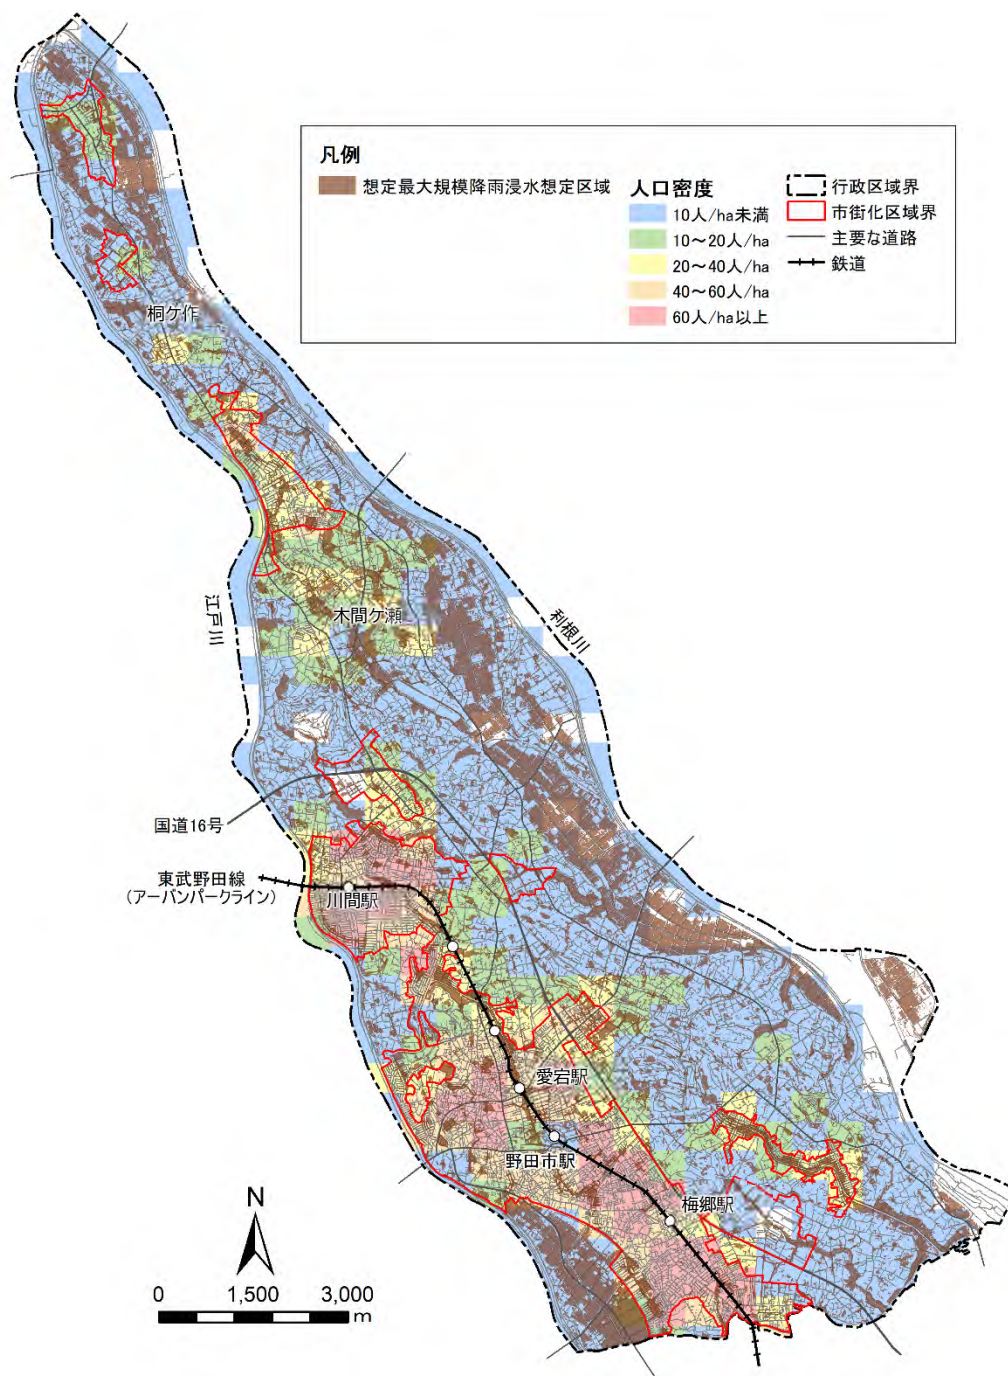 凡例
想定最大規模降雨浸水想定区域
人口密度
10人/ha未満
10～20人/ha
20～40人/ha
40～60人/ha
60人/ha以上
行政区域界
市街化区域界
主要な道路
鉄道
桐ケ作
木間ケ瀬
江戸川
利根川
国道16号
東武野田線
（アーバンパークライン）
川間駅
愛宕駅
野田市駅
梅郷駅
N
0 1,500 3,000
m